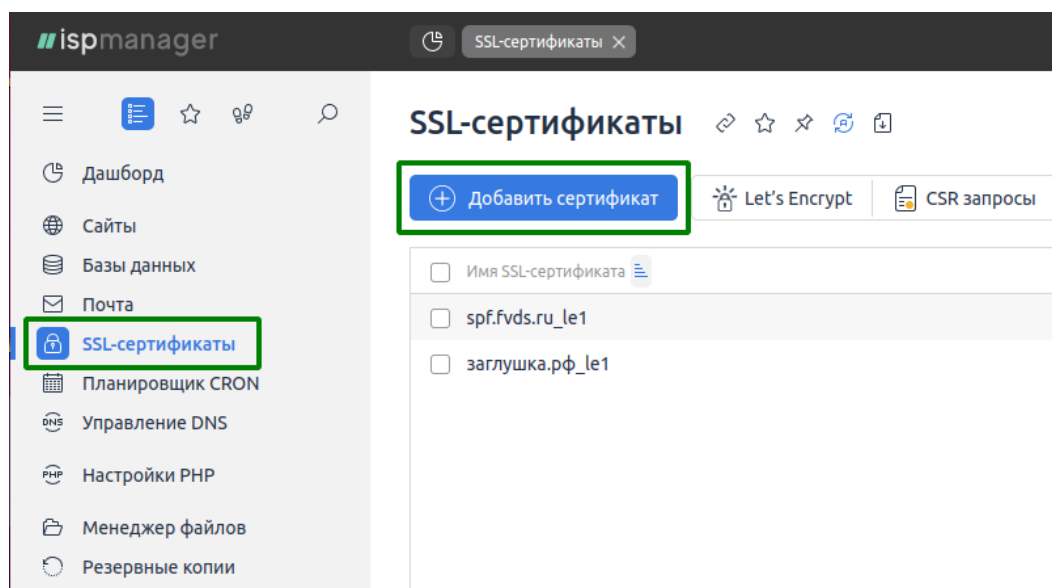 ispmanager
SSL-сертификаты
SSL-сертификаты
Дашборд
Сайты
Базы данных
Почта
SSL-сертификаты
Планировщик CRON
DNS Управление DNS
PHP Настройки PHP
Менеджер файлов
Резервные копии
Добавить сертификат
Let's Encrypt
CSR запросы
Имя SSL-сертификата
spf.fvds.ru_le1
заглушка.рф_le1